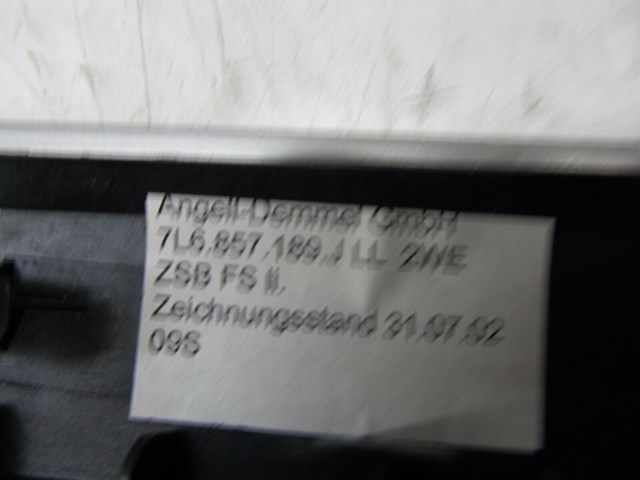 Angell-Demmel GmbH
7L6.857.189.J LL 2WE
ZSB FS li.
Zeichnungsstand 31.07.02
09S